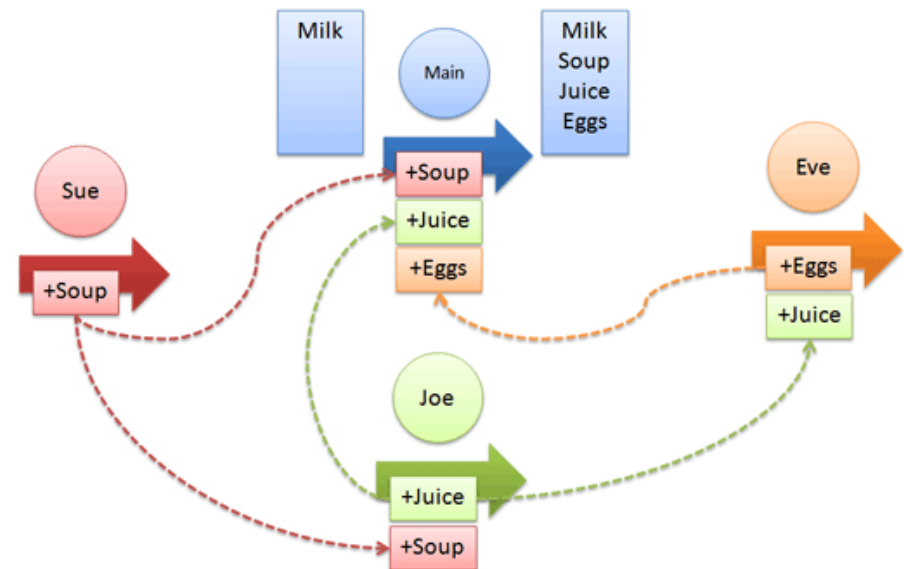 Milk
Main
Milk
Soup
Juice
Eggs
+Soup
+Juice
+Eggs
Sue
+Soup
Eve
+Eggs
+Juice
Joe
+Juice
+Soup